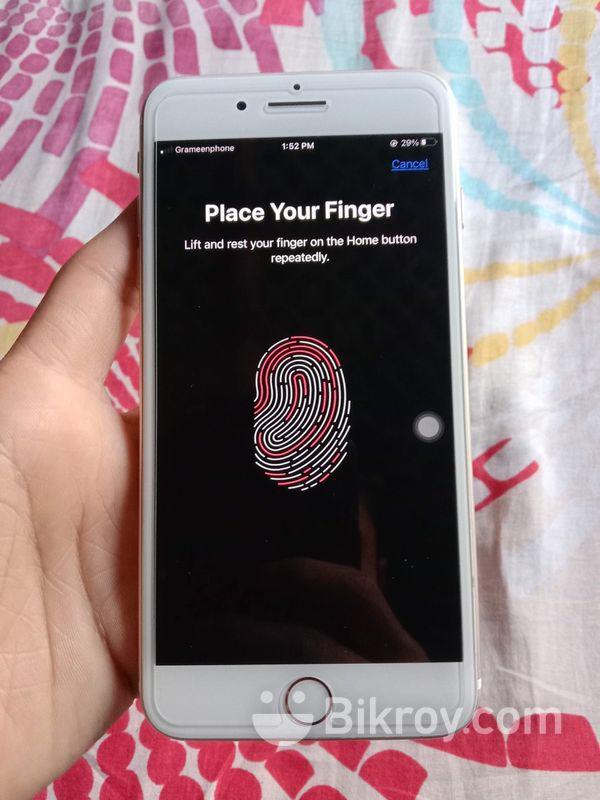 Grameenphone 1:52 PM 29%
Cancel
Place Your Finger
Lift and rest your finger on the Home button
repeatedly.
Bikroy.com